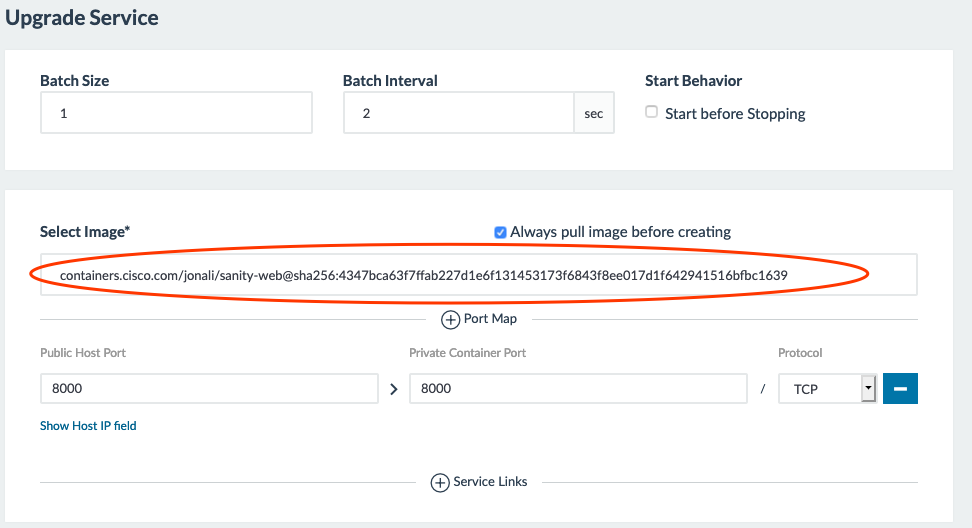 Upgrade Service
Batch Size
Batch Interval
Start Behavior
1
2
sec
Start before Stopping
Select Image*
Always pull image before creating
containers.cisco.com/jonali/sanity-web@sha256:4347bca63f7ffab227d1e6f131453173f6843f8ee017d1f642941516bfbc1639
Port Map
Public Host Port
Private Container Port
Protocol
8000
8000
/
TCP
Show Host IP field
Service Links